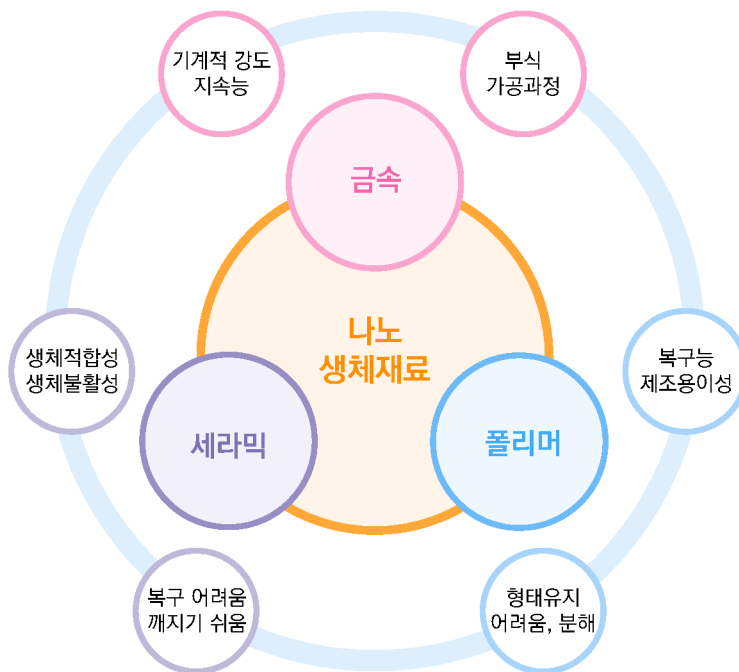 기계적 강도
지속능
부식
가공과정
금속
나노
생체재료
생체적합성
생체불활성
복구능
제조용이성
세라믹
폴리머
복구 어려움
깨지기 쉬움
형태유지
어려움, 분해